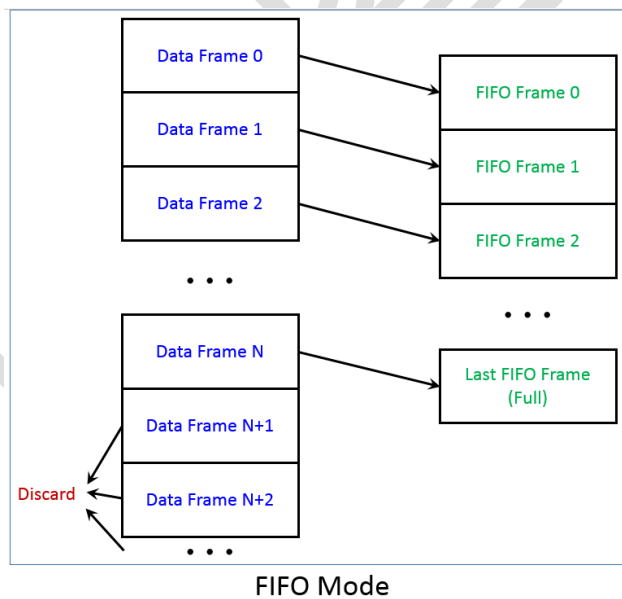 Data Frame 0
FIFO Frame 0
Data Frame 1
FIFO Frame 1
Data Frame 2
FIFO Frame 2
• • •
• • •
Data Frame N
Last FIFO Frame
(Full)
Data Frame N+1
Discard
Data Frame N+2
• • •
FIFO Mode